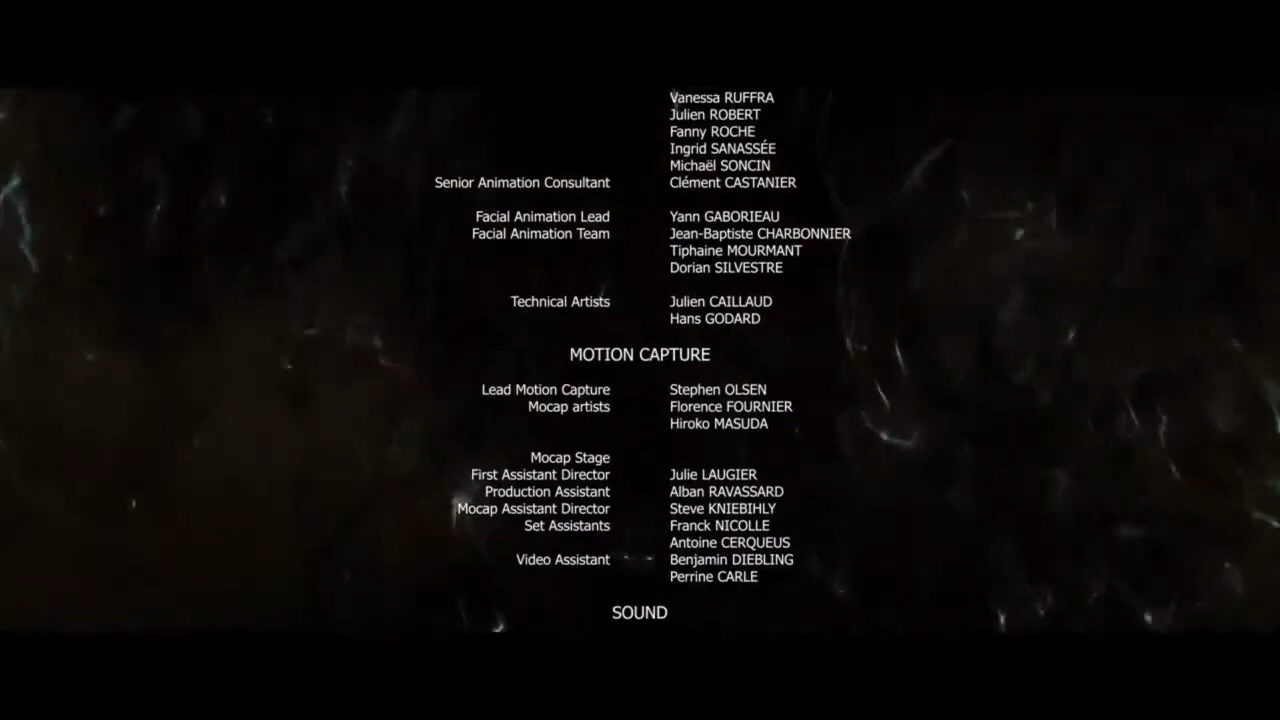 Vanessa RUFFRA
Julien ROBERT
Fanny ROCHE
Ingrid SANASSÉE
Michaël SONCIN
Senior Animation Consultant Clément CASTANIER
Facial Animation Lead Yann GABORIEAU
Facial Animation Team Jean-Baptiste CHARBONNIER
Tiphaine MOURMANT
Dorian SILVESTRE
Technical Artists Julien CAILLAUD
Hans GODARD
MOTION CAPTURE
Lead Motion Capture Stephen OLSEN
Mocap artists Florence FOURNIER
Hiroko MASUDA
Mocap Stage
First Assistant Director Julie LAUGIER
Production Assistant Alban RAVASSARD
Mocap Assistant Director Steve KNIEBIHLY
Set Assistants Franck NICOLLE
Antoine CERQUEUS
Video Assistant Benjamin DIEBLING
Perrine CARLE
SOUND